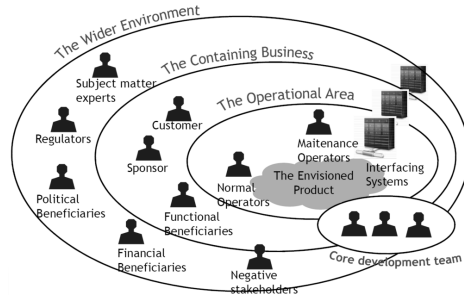 The Wider Environment
The Containing Business
The Operational Area
Subject matter
experts
Customer
Regulators
Maitenance
Operators
Sponsor
Interfacing
Systems
The Envisioned
Product
Normal
Operators
Political
Beneficiaries
Functional
Beneficiaries
Financial
Beneficiaries
Core development team
Negative
stakeholders